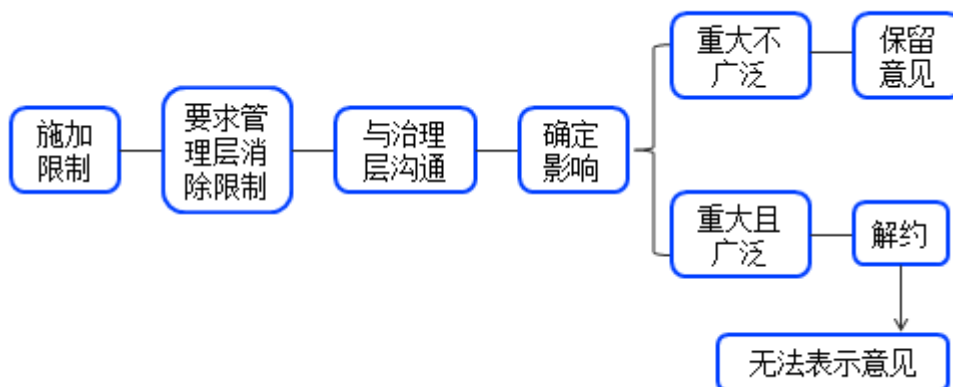 施加
限制
要求管
理层消
除限制
与治理
层沟通
确定
影响
重大不
广泛
保留
意见
重大且
广泛
解约
无法表示意见